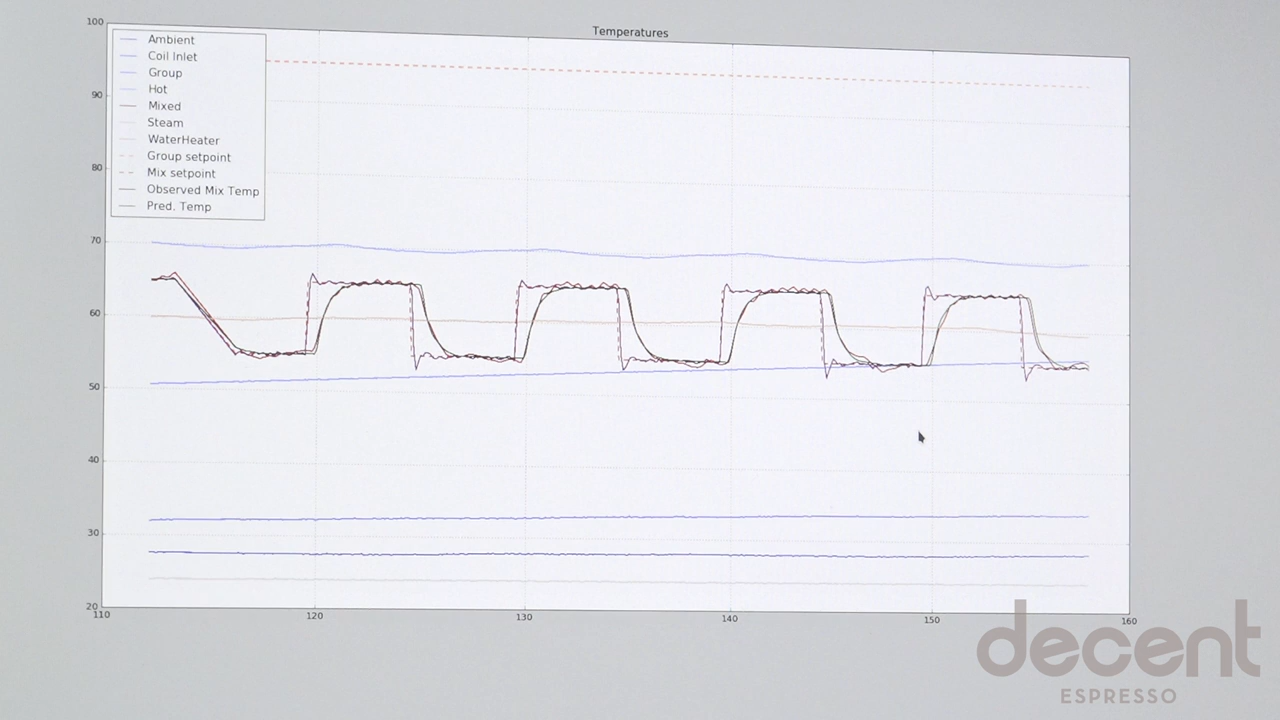 Temperatures
100
90
80
70
60
50
40
30
20
110
120
130
140
150
160
Ambient
Coil Inlet
Group
Hot
Mixed
Steam
WaterHeater
Group setpoint
Mix setpoint
Observed Mix Temp
Pred. Temp
decent
ESPRESSO